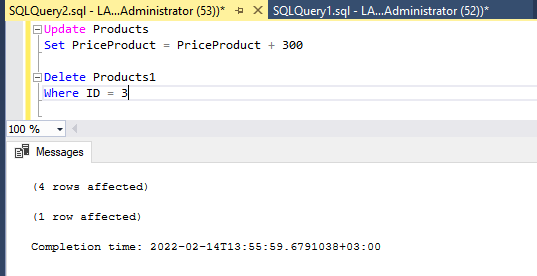 SQLQuery2.sql - LA...Administrator (53))*
SQLQuery1.sql - LA...Administrator (52))*
Update Products
Set PriceProduct = PriceProduct + 300
Delete Products1
Where ID = 3
100 %
Messages
(4 rows affected)
(1 row affected)
Completion time: 2022-02-14T13:55:59.6791038+03:00